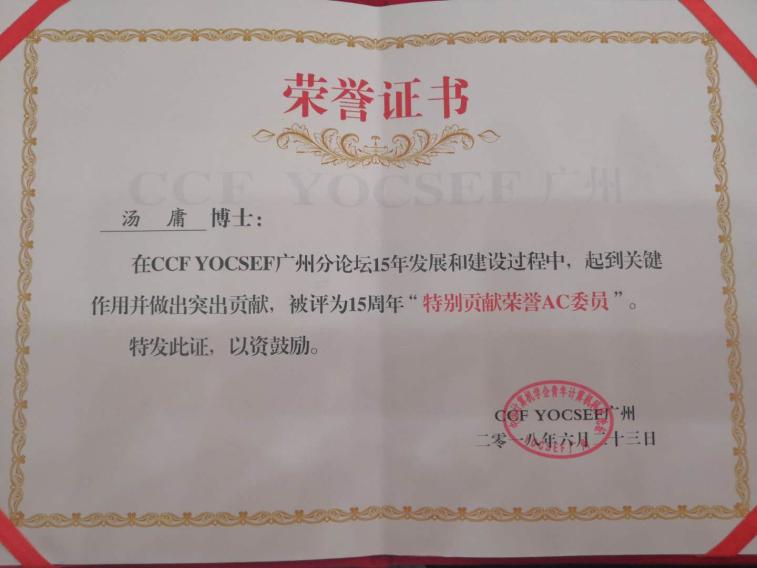 荣誉证书
CCF YOCSEF 广州
汤庸 博士：
在CCF YOCSEF广州分论坛15年发展和建设过程中，起到关键
作用并做出突出贡献，被评为15周年“特别贡献荣誉AC委员”。
特发此证，以资鼓励。
CCF YOCSEF广州
二零一八年六月二十三日